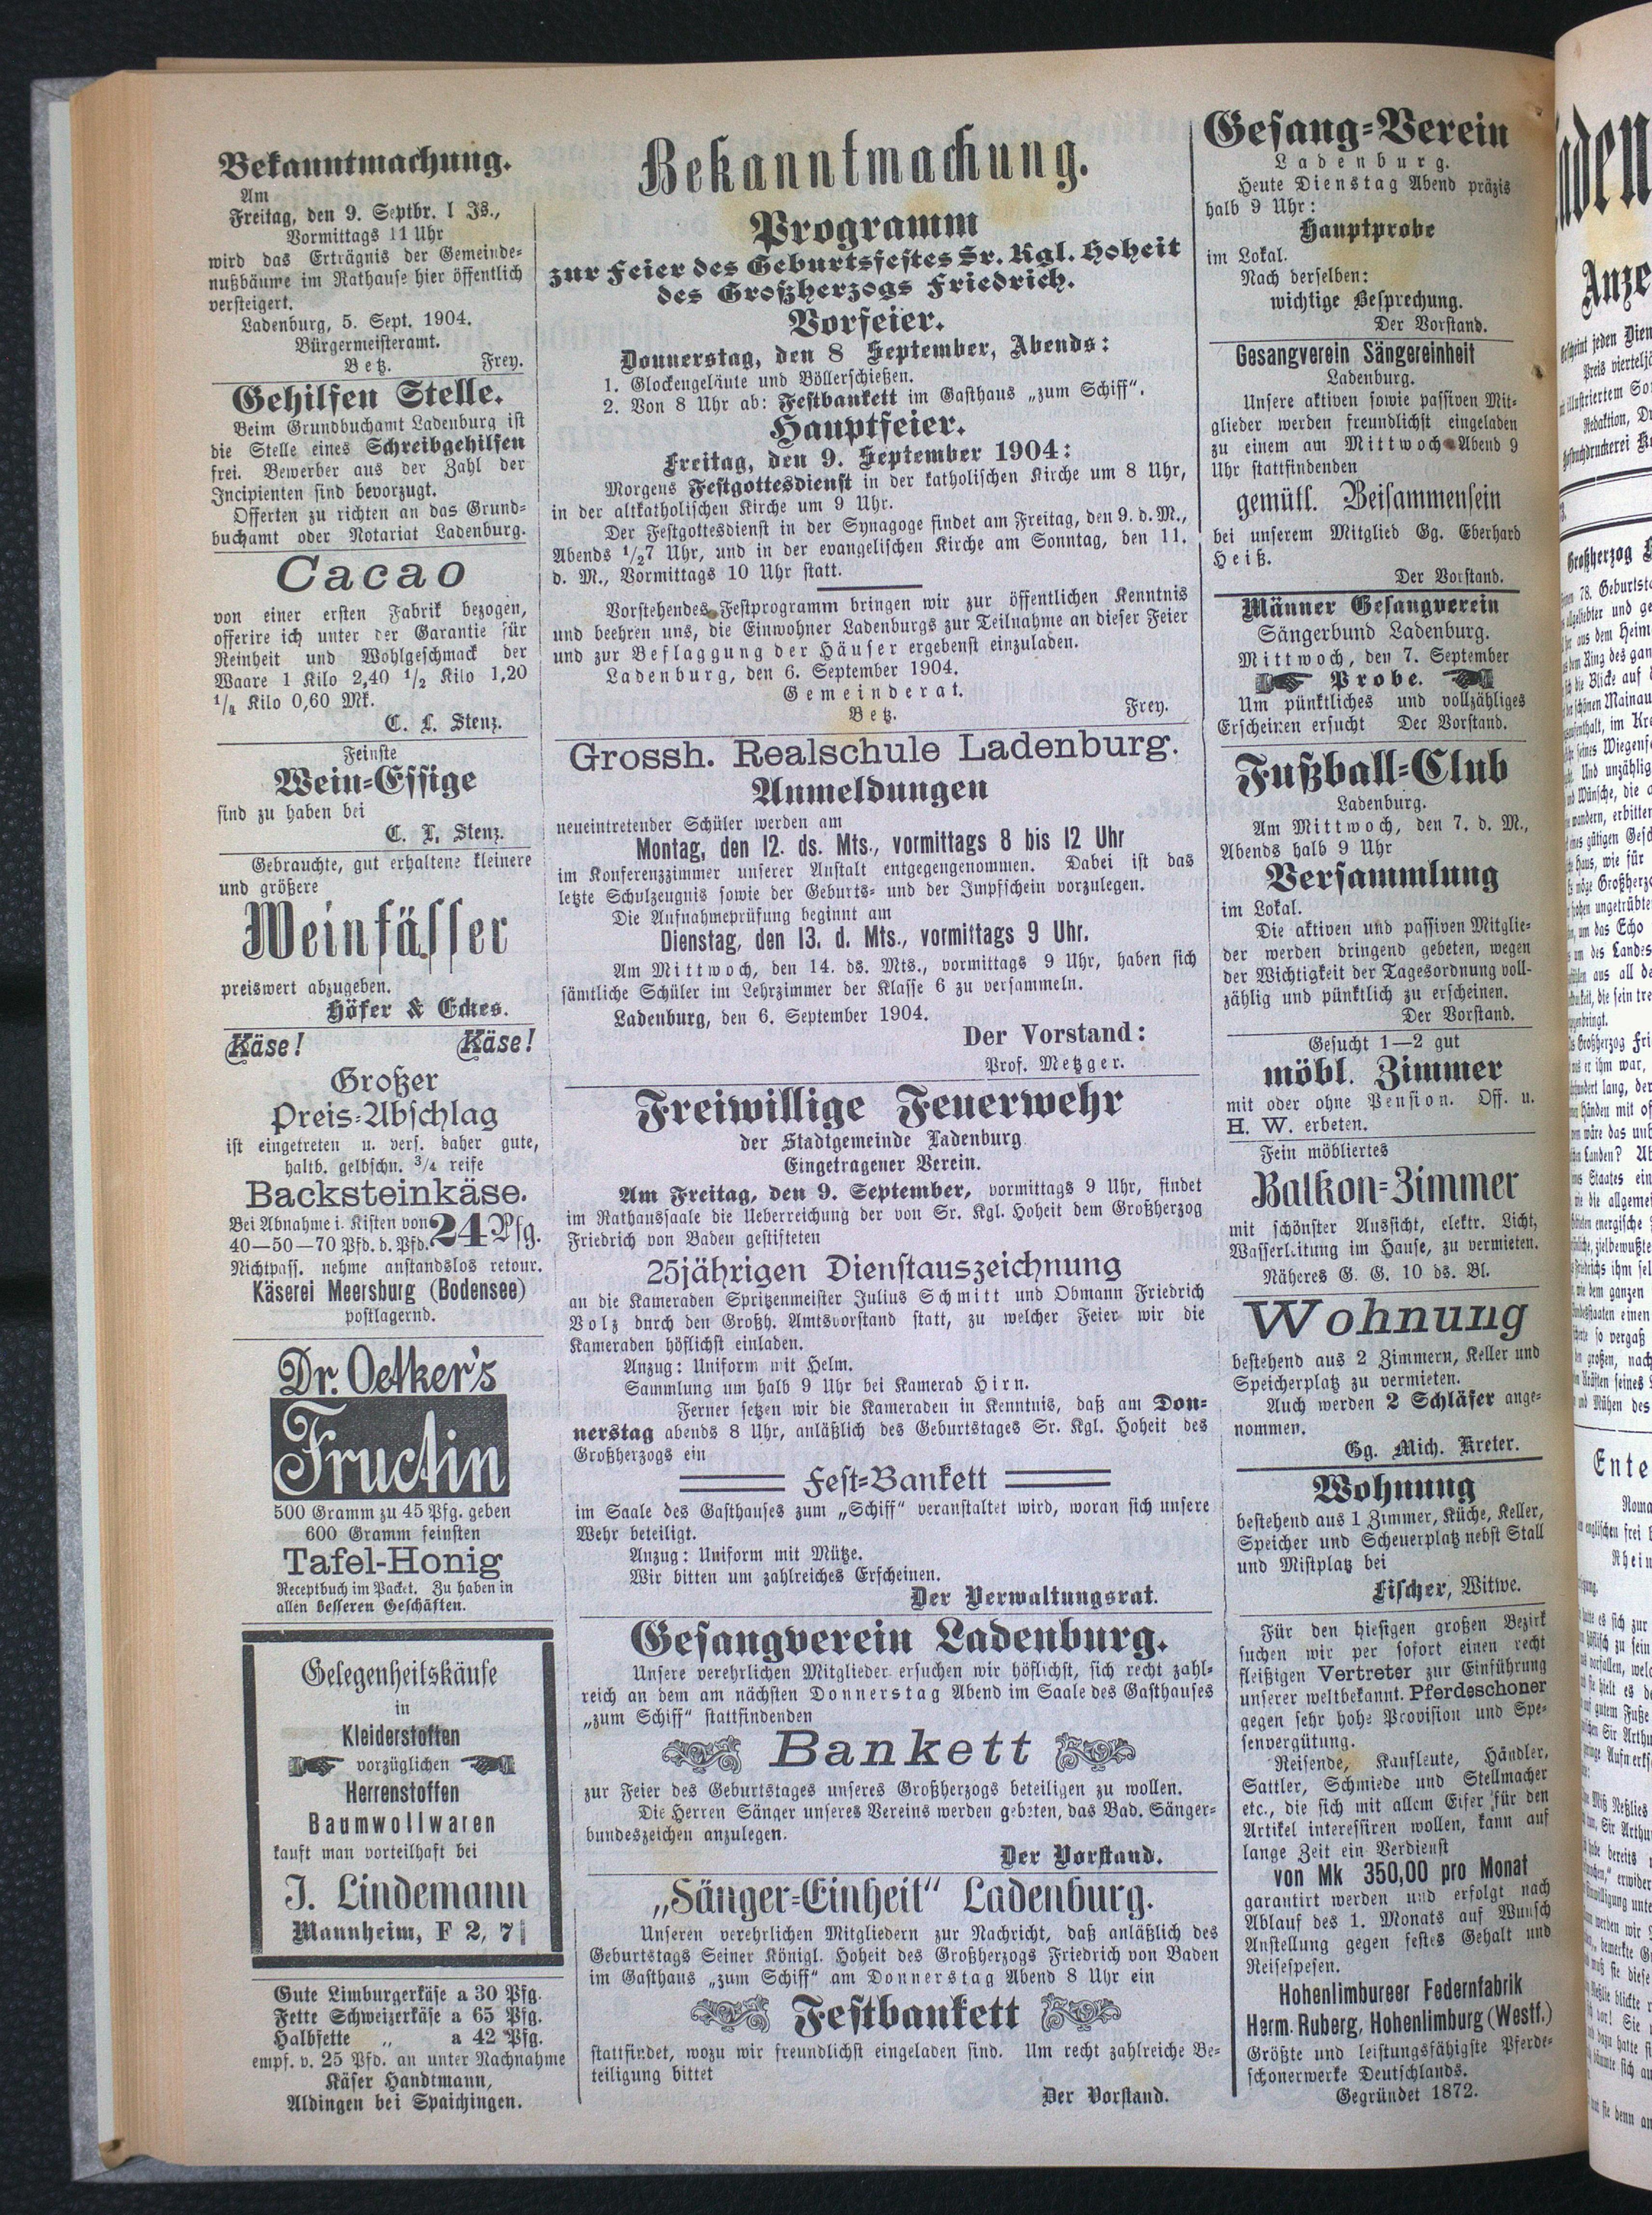 Bekanntmachung.
Am
Freitag, den 9. Septbr. l Js.,
Vormittags 11 Uhr
wird das Erträgnis der Gemeinde-
nußbäume im Rathause hier öffentlich
versteigert.
Ladenburg, 5. Sept. 1904.
Bürgermeisteramt.
Betz. Frey.
Gehilfen Stelle.
Beim Grundbuchamt Ladenburg ist
die Stelle eines Schreibgehilfen
frei. Bewerber aus der Zahl der
Incipienten sind bevorzugt.
Offerten zu richten an das Grund-
buchamt oder Notariat Ladenburg.
Cacao
von einer ersten Fabrik bezogen,
offerire ich unter der Garantie für
Reinheit und Wohlgeschmack der
Waare 1 Kilo 2,40 1/2 Kilo 1,20
1/4 Kilo 0,60 Mk.
C. L. Stenz.
Feinste
Wein-Essige
sind zu haben bei
C. L. Stenz.
Gebrauchte, gut erhaltene kleinere
und größere
Weinfässer
preiswert abzugeben.
Höfer & Eckes.
Käse! Käse!
Großer
Preis-Abschlag
ist eingetreten u. vers. daher gute,
haltb. gelbschn. 3/4 reife
Backsteinkäse.
Bei Abnahme i. Kisten von
40—50—70 Pfd. d. Pfd. 24 Pfg.
Nichtpass. nehme anstandslos retour.
Käserei Meersburg (Bodensee)
postlagernd.
Dr. Oetker's
Fructin
500 Gramm zu 45 Pfg. geben
600 Gramm feinsten
Tafel-Honig
Receptbuch im Packet. Zu haben in
allen besseren Geschäften.
Gelegenheitskäufe
in
Kleiderstoffen
vorzüglichen
Herrenstoffen
Baumwollwaren
kauft man vorteilhaft bei
J. Lindemann
Mannheim, F 2, 7
Gute Limburgerkäse a 30 Pfg.
Fette Schweizerkäse a 65 Pfg.
Halbfette „ a 42 Pfg.
empf. v. 25 Pfd. an unter Nachnahme
Käser Handtmann,
Aldingen bei Spaichingen.
Bekanntmachung.
Programm
zur Feier des Geburtsfestes Sr. Kgl. Hoheit
des Großherzogs Friedrich.
Vorfeier.
Donnerstag, den 8 September, Abends:
1. Glockengeläute und Böllerschießen.
2. Von 8 Uhr ab: Festbankett im Gasthaus „zum Schiff“.
Hauptfeier.
Freitag, den 9. September 1904:
Morgens Festgottesdienst in der katholischen Kirche um 8 Uhr,
in der altkatholischen Kirche um 9 Uhr.
Der Festgottesdienst in der Synagoge findet am Freitag, den 9. d. M.,
Abends 1/27 Uhr, und in der evangelischen Kirche am Sonntag, den 11.
d. M., Vormittags 10 Uhr statt.
Vorstehendes Festprogramm bringen wir zur öffentlichen Kenntnis
und beehren uns, die Einwohner Ladenburgs zur Teilnahme an dieser Feier
und zur Beflaggung der Häuser ergebenst einzuladen.
Ladenburg, den 6. September 1904.
Gemeinderat.
Betz. Frey.
Grossh. Realschule Ladenburg.
Anmeldungen
neueintretender Schüler werden am
Montag, den 12. ds. Mts., vormittags 8 bis 12 Uhr
im Konferenzzimmer unserer Anstalt entgegengenommen. Dabei ist das
letzte Schulzeugnis sowie der Geburts- und der Impfschein vorzulegen.
Die Aufnahmeprüfung beginnt am
Dienstag, den 13. d. Mts., vormittags 9 Uhr.
Am Mittwoch, den 14. ds. Mts., vormittags 9 Uhr, haben sich
sämtliche Schüler im Lehrzimmer der Klasse 6 zu versammeln.
Ladenburg, den 6. September 1904.
Der Vorstand:
Prof. Metzger.
Freiwillige Feuerwehr
der Stadtgemeinde Ladenburg
Eingetragener Verein.
Am Freitag, den 9. September, vormittags 9 Uhr, findet
im Rathaussaale die Ueberreichung der von Sr. Kgl. Hoheit dem Großherzog
Friedrich von Baden gestifteten
25jährigen Dienstauszeichnung
an die Kameraden Spritzenmeister Julius Schmitt und Obmann Friedrich
Volz durch den Großh. Amtsvorstand statt, zu welcher Feier wir die
Kameraden höflichst einladen.
Anzug: Uniform mit Helm.
Sammlung um halb 9 Uhr bei Kamerad Hirn.
Ferner setzen wir die Kameraden in Kenntnis, daß am Don-
nerstag abends 8 Uhr, anläßlich des Geburtstages Sr. Kgl. Hoheit des
Großherzogs ein
Fest-Bankett
im Saale des Gasthauses zum „Schiff“ veranstaltet wird, woran sich unsere
Wehr beteiligt.
Anzug: Uniform mit Mütze.
Wir bitten um zahlreiches Erscheinen.
Der Verwaltungsrat.
Gesangverein Ladenburg.
Unsere verehrlichen Mitglieder ersuchen wir höflichst, sich recht zahl-
reich an dem am nächsten Donnerstag Abend im Saale des Gasthauses
„zum Schiff“ stattfindenden
Bankett
zur Feier des Geburtstages unseres Großherzogs beteiligen zu wollen.
Die Herren Sänger unseres Vereins werden gebeten, das Bad. Sänger-
bundeszeichen anzulegen.
Der Vorstand.
„Sänger-Einheit“ Ladenburg.
Unseren verehrlichen Mitgliedern zur Nachricht, daß anläßlich des
Geburtstags Seiner Königl. Hoheit des Großherzogs Friedrich von Baden
im Gasthaus „zum Schiff“ am Donnerstag Abend 8 Uhr ein
Festbankett
stattfindet, wozu wir freundlichst eingeladen sind. Um recht zahlreiche Be-
teiligung bittet
Der Vorstand.
Gesang-Verein
Ladenburg.
Heute Dienstag Abend präzis
halb 9 Uhr:
Hauptprobe
im Lokal.
Nach derselben:
wichtige Besprechung.
Der Vorstand.
Gesangverein Sängereinheit
Ladenburg.
Unsere aktiven sowie passiven Mit-
glieder werden freundlichst eingeladen
zu einem am Mittwoch Abend 9
Uhr stattfindenden
gemütl. Beisammensein
bei unserem Mitglied Gg. Eberhard
Heiß.
Der Vorstand.
Männer Gesangverein
Sängerbund Ladenburg.
Mittwoch, den 7. September
Probe.
Um pünktliches und vollzähliges
Erscheinen ersucht Der Vorstand.
Fußball-Club
Ladenburg.
Am Mittwoch, den 7. d. M.,
Abends halb 9 Uhr
Versammlung
im Lokal.
Die aktiven und passiven Mitglie-
der werden dringend gebeten, wegen
der Wichtigkeit der Tagesordnung voll-
zählig und pünktlich zu erscheinen.
Der Vorstand.
Gesucht 1—2 gut
möbl. Zimmer
mit oder ohne Pension. Off. u.
H. W. erbeten.
Fein möbliertes
Balkon-Zimmer
mit schönster Aussicht, elektr. Licht,
Wasserleitung im Hause, zu vermieten.
Näheres G. G. 10 ds. Bl.
Wohnung
bestehend aus 2 Zimmern, Keller und
Speicherplatz zu vermieten.
Auch werden 2 Schläfer ange-
nommen.
Gg. Mich. Kreter.
Wohnung
bestehend aus 1 Zimmer, Küche, Keller,
Speicher und Scheuerplatz nebst Stall
und Mistplatz bei
Fischer, Witwe.
Für den hiesigen großen Bezirk
suchen wir per sofort einen recht
fleißigen Vertreter zur Einführung
unserer weltbekannt. Pferdeschoner
gegen sehr hohe Provision und Spe-
senvergütung.
Reisende, Kaufleute, Händler,
Sattler, Schmiede und Stellmacher
etc., die sich mit allem Eifer für den
Artikel interessiren wollen, kann auf
lange Zeit ein Verdienst
von Mk 350,00 pro Monat
garantirt werden und erfolgt nach
Ablauf des 1. Monats auf Wunsch
Anstellung gegen festes Gehalt und
Reisespesen.
Hohenlimburger Federnfabrik
Herm. Ruberg, Hohenlimburg (Westf.)
Größte und leistungsfähigste Pferde-
schonerwerke Deutschlands.
Gegründet 1872.